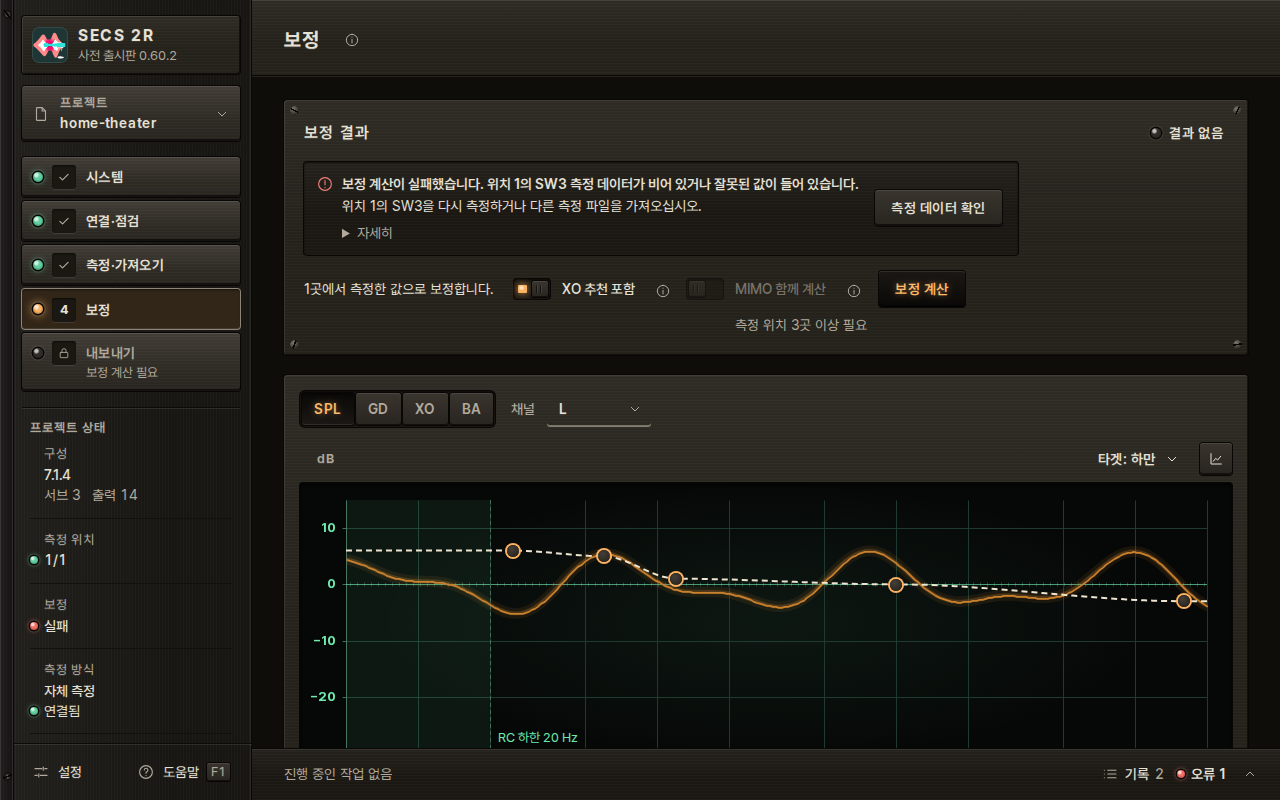 SECS 2R
사전 출시판 0.60.2
프로젝트
home-theater
시스템
연결·점검
측정·가져오기
4 보정
내보내기
보정 계산 필요
프로젝트 상태
구성
7.1.4
서브 3 출력 14
측정 위치
1/1
보정
실패
측정 방식
자체 측정
연결됨
설정
도움말 F1
보정
보정 결과
결과 없음
보정 계산이 실패했습니다. 위치 1의 SW3 측정 데이터가 비어 있거나 잘못된 값이 들어 있습니다.
위치 1의 SW3을 다시 측정하거나 다른 측정 파일을 가져오십시오.
자세히
측정 데이터 확인
1곳에서 측정한 값으로 보정합니다.
XO 추천 포함
MIMO 함께 계산
보정 계산
측정 위치 3곳 이상 필요
SPL GD XO BA
채널 L
dB
타겟: 하만
10
0
−10
−20
RC 하한 20 Hz
진행 중인 작업 없음
기록 2 오류 1